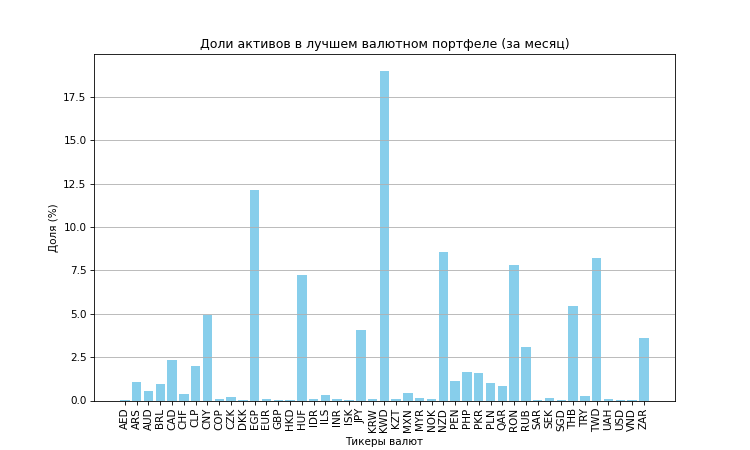 Доли активов в лучшем валютном портфеле (за месяц)
Доля (%)
17.5
15.0
12.5
10.0
7.5
5.0
2.5
0.0
AED ARS AUD BRL CAD CHF CLP CNY COP CZK DKK EGP EUR GBP HKD HUF IDR ILS INR ISK JPY KRW KWD KZT MXN MYR NOK NZD PEN PHP PKR PLN QAR RON RUB SAR SEK SGD THB TRY TWD UAH USD VND ZAR
Тикеры валют